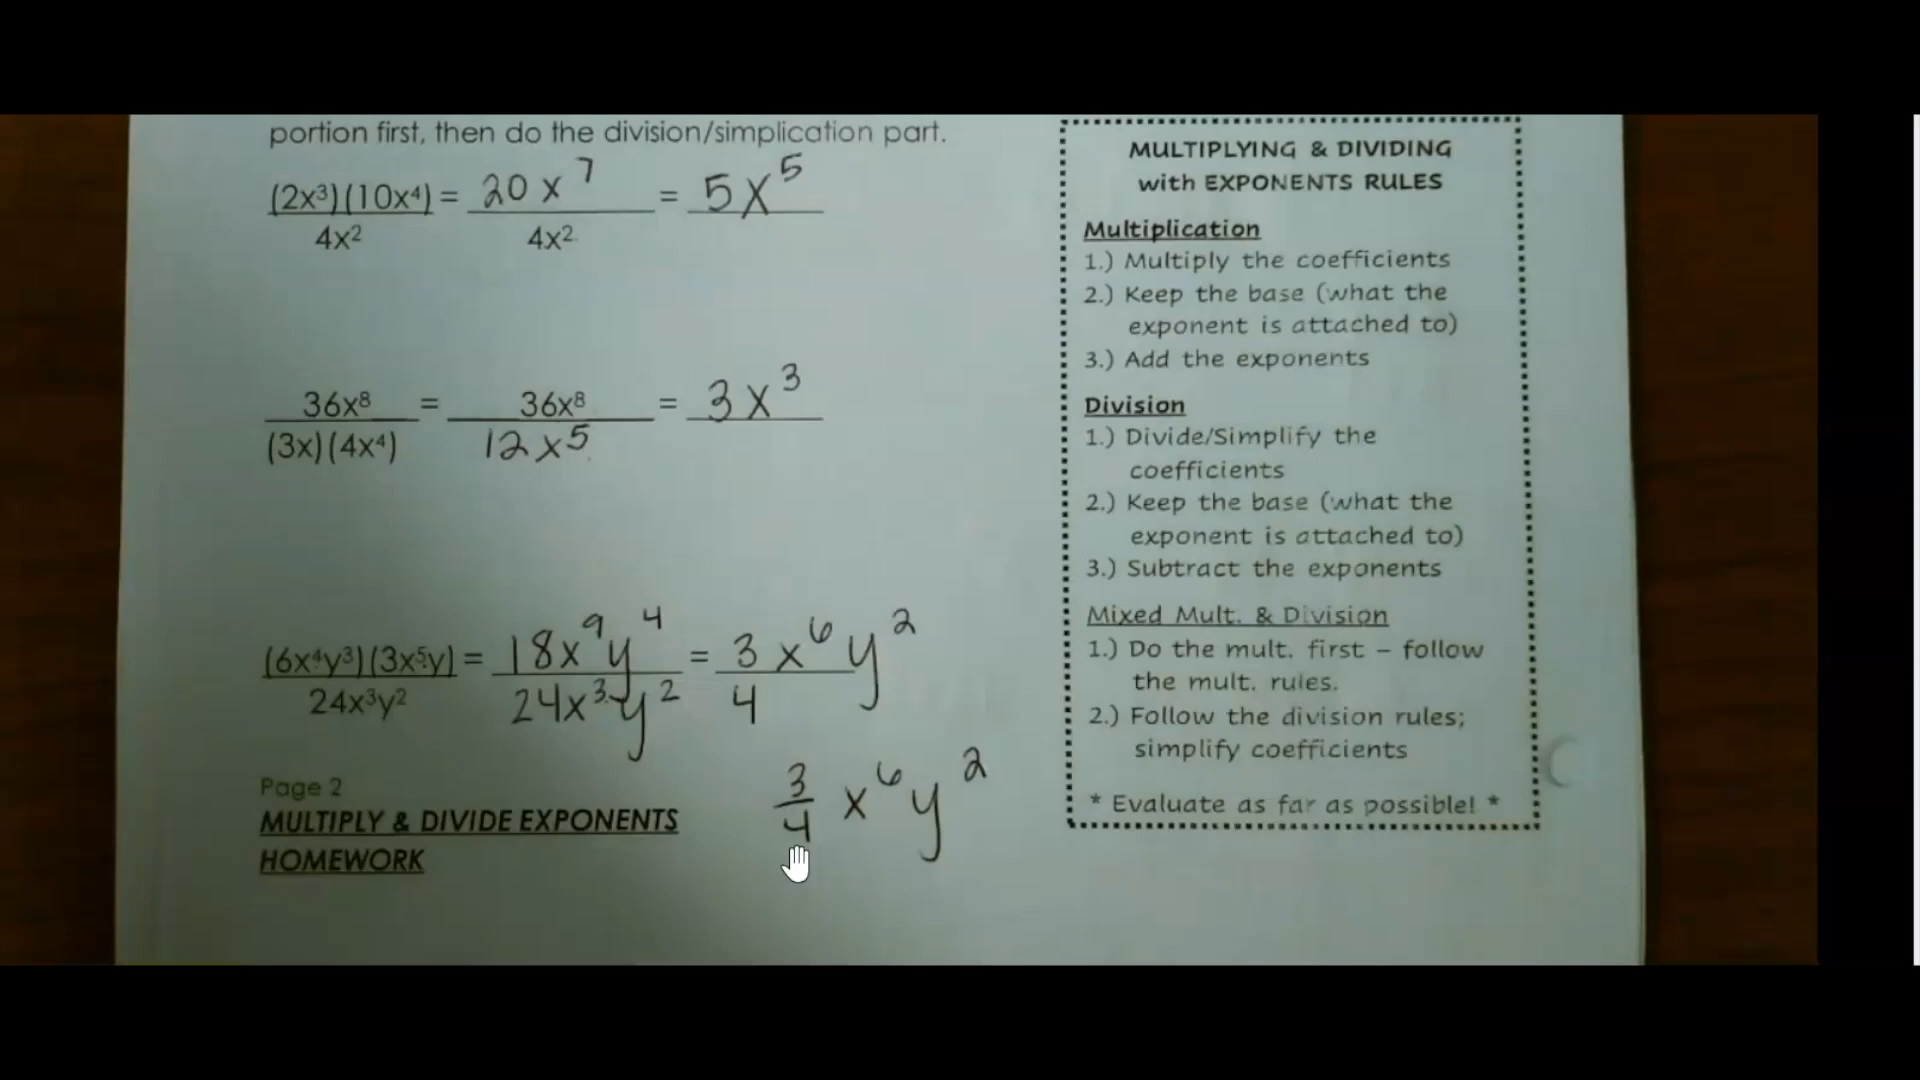 portion first, then do the division/simplication part.
(2x³)(10x⁴) = 20x⁷ = 5x⁵
4x² 4x²
36x⁸ = 36x⁸ = 3x³
(3x)(4x⁴) 12x⁵
(6x⁴y³)(3x⁵y) = 18x⁹y⁴ = 3x⁶y²
24x³y² 24x³y² 4
3/4 x⁶y²
Page 2
MULTIPLY & DIVIDE EXPONENTS
HOMEWORK
MULTIPLYING & DIVIDING
with EXPONENTS RULES
Multiplication
1.) Multiply the coefficients
2.) Keep the base (what the
exponent is attached to)
3.) Add the exponents
Division
1.) Divide/Simplify the
coefficients
2.) Keep the base (what the
exponent is attached to)
3.) Subtract the exponents
Mixed Mult. & Division
1.) Do the mult. first – follow
the mult. rules.
2.) Follow the division rules;
simplify coefficients
* Evaluate as far as possible! *